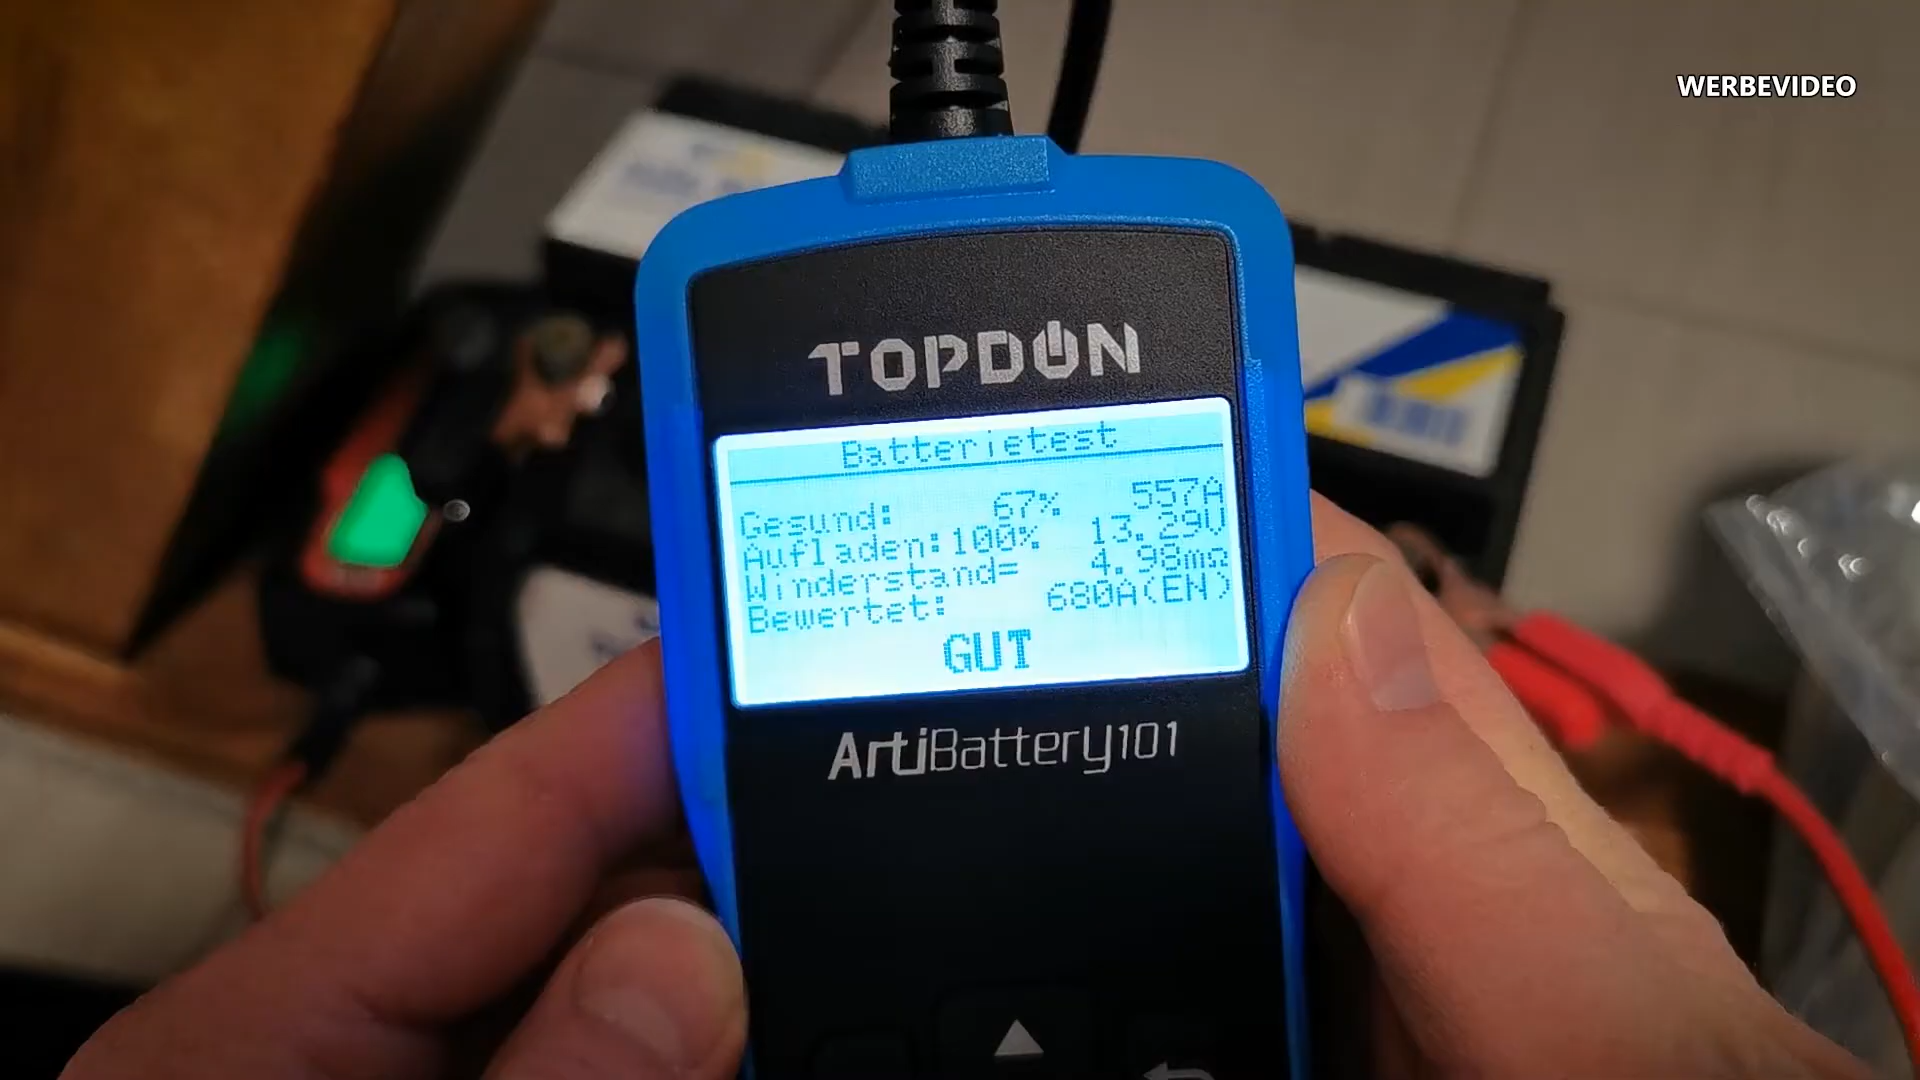 WERBEVIDEO
TOPDON
Batterietest
Gesund: 67% 557A
Aufladen:100% 13.29V
Winderstand= 4.98mΩ
Bewertet: 680A(EN)
GUT
ArtiBattery101